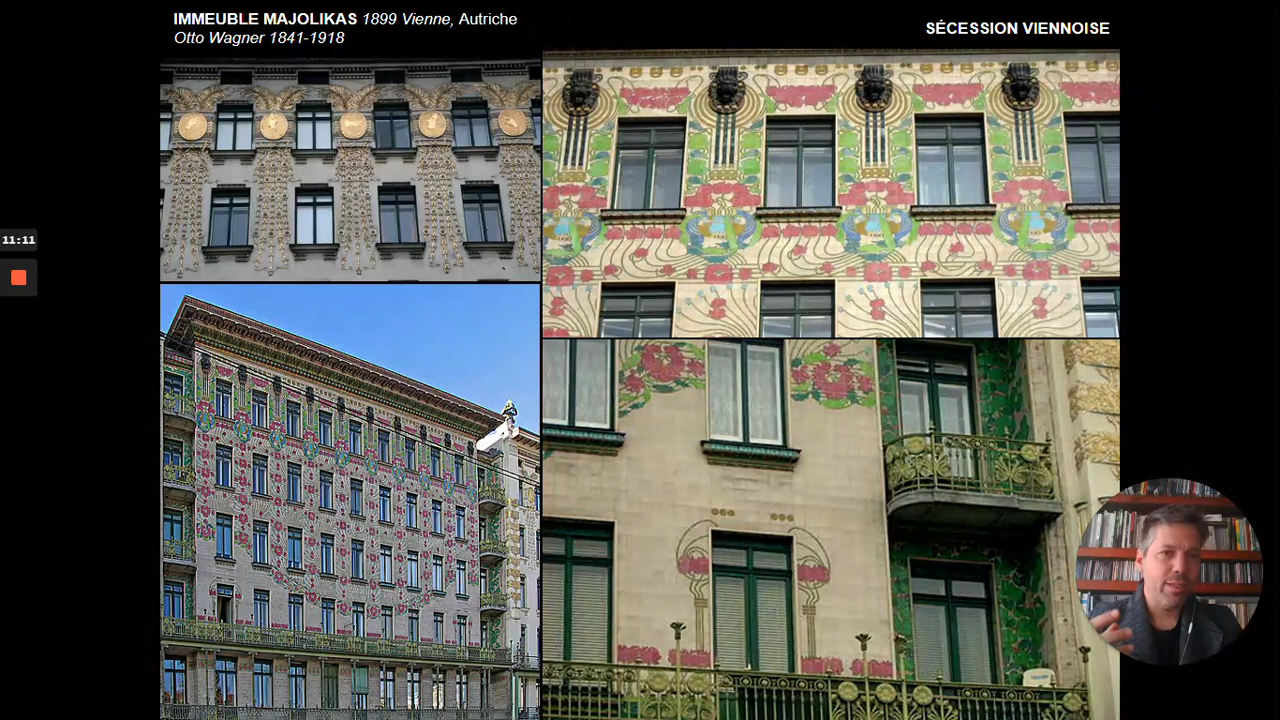 IMMEUBLE MAJOLIKAS 1899 Vienne, Autriche
Otto Wagner 1841-1918
SÉCESSION VIENNOISE
11:11